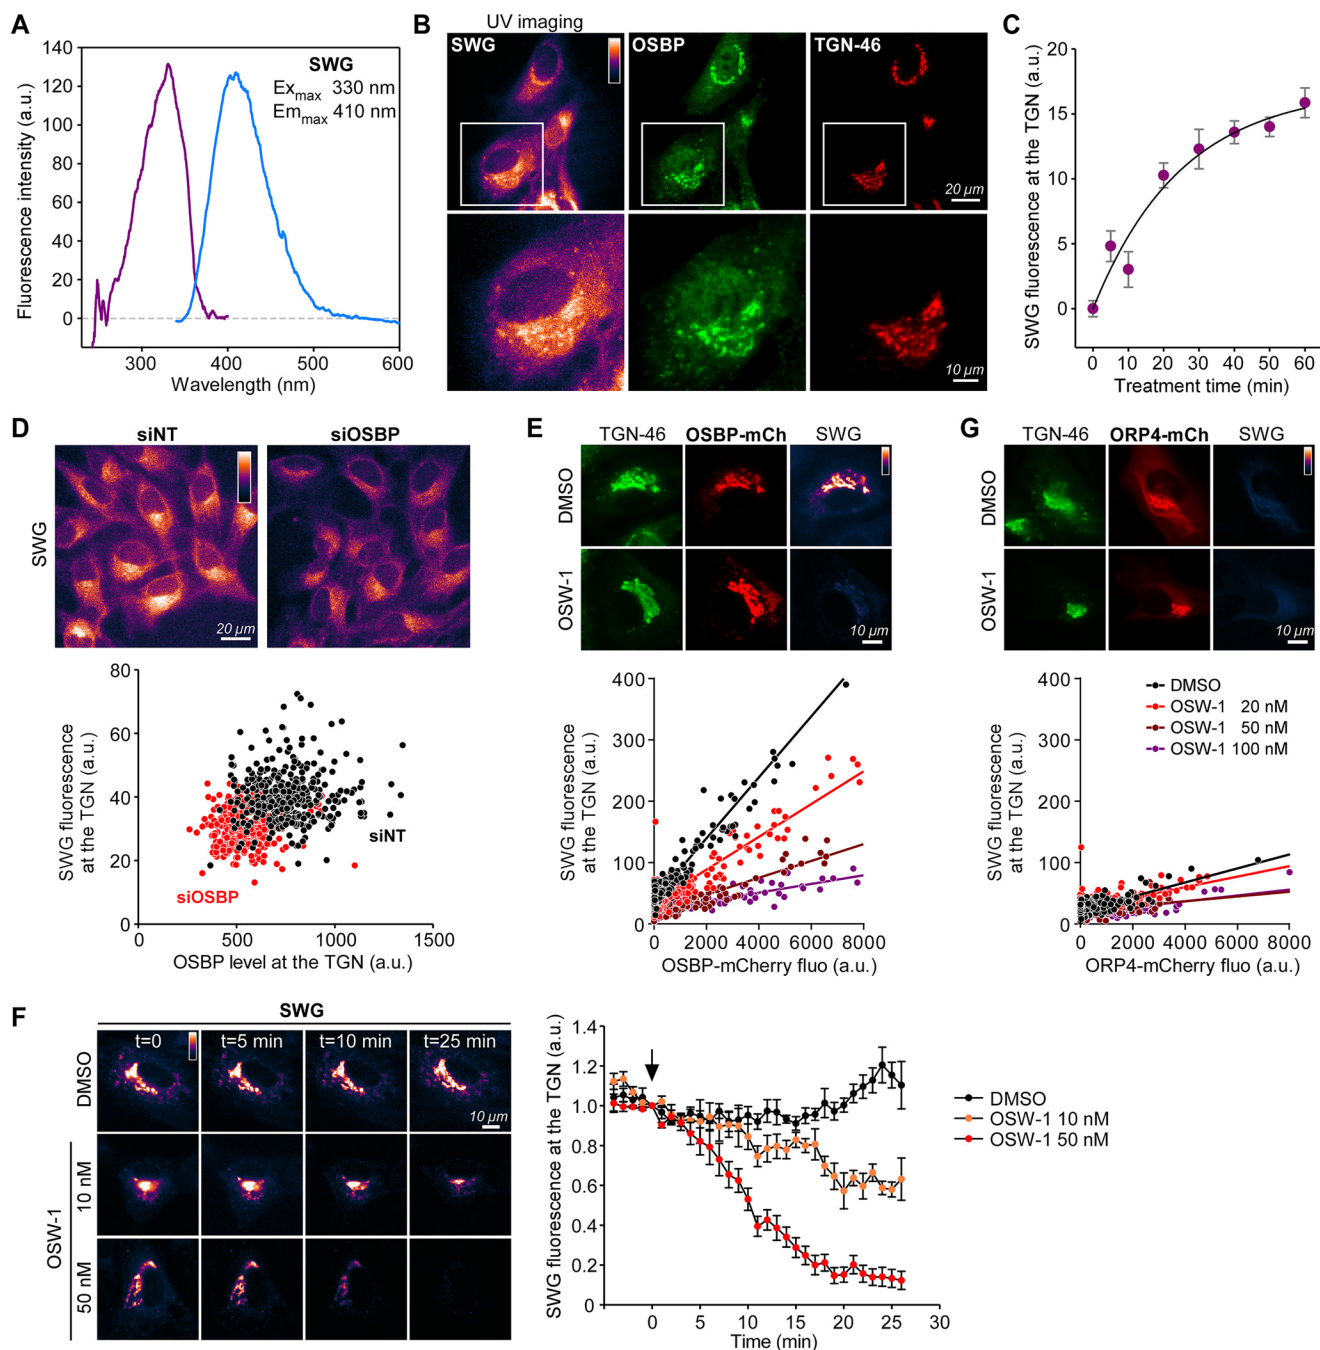 A
SWG
Ex max 330 nm
Em max 410 nm
Fluorescence intensity (a.u.)
140
120
100
80
60
40
20
0
300
400
500
600
Wavelength (nm)
B
UV imaging
SWG
OSBP
TGN-46
20 µm
10 µm
C
SWG fluorescence at the TGN (a.u.)
20
15
10
5
0
0
10
20
30
40
50
60
Treatment time (min)
D
siNT
siOSBP
SWG
20 µm
SWG fluorescence
at the TGN (a.u.)
80
60
40
20
0
siNT
siOSBP
0
500
1000
1500
OSBP level at the TGN (a.u.)
E
TGN-46
OSBP-mCh
SWG
DMSO
OSW-1
10 µm
SWG fluorescence
at the TGN (a.u.)
400
300
200
100
0
0
2000
4000
6000
8000
OSBP-mCherry fluo (a.u.)
G
TGN-46
ORP4-mCh
SWG
DMSO
OSW-1
10 µm
SWG fluorescence
at the TGN (a.u.)
400
300
200
100
0
DMSO
OSW-1 20 nM
OSW-1 50 nM
OSW-1 100 nM
0
2000
4000
6000
8000
ORP4-mCherry fluo (a.u.)
F
SWG
t=0
t=5 min
t=10 min
t=25 min
DMSO
10 µm
OSW-1
10 nM
50 nM
SWG fluorescence at the TGN (a.u.)
1.4
1.2
1.0
0.8
0.6
0.4
0.2
0
0
5
10
15
20
25
30
Time (min)
DMSO
OSW-1 10 nM
OSW-1 50 nM